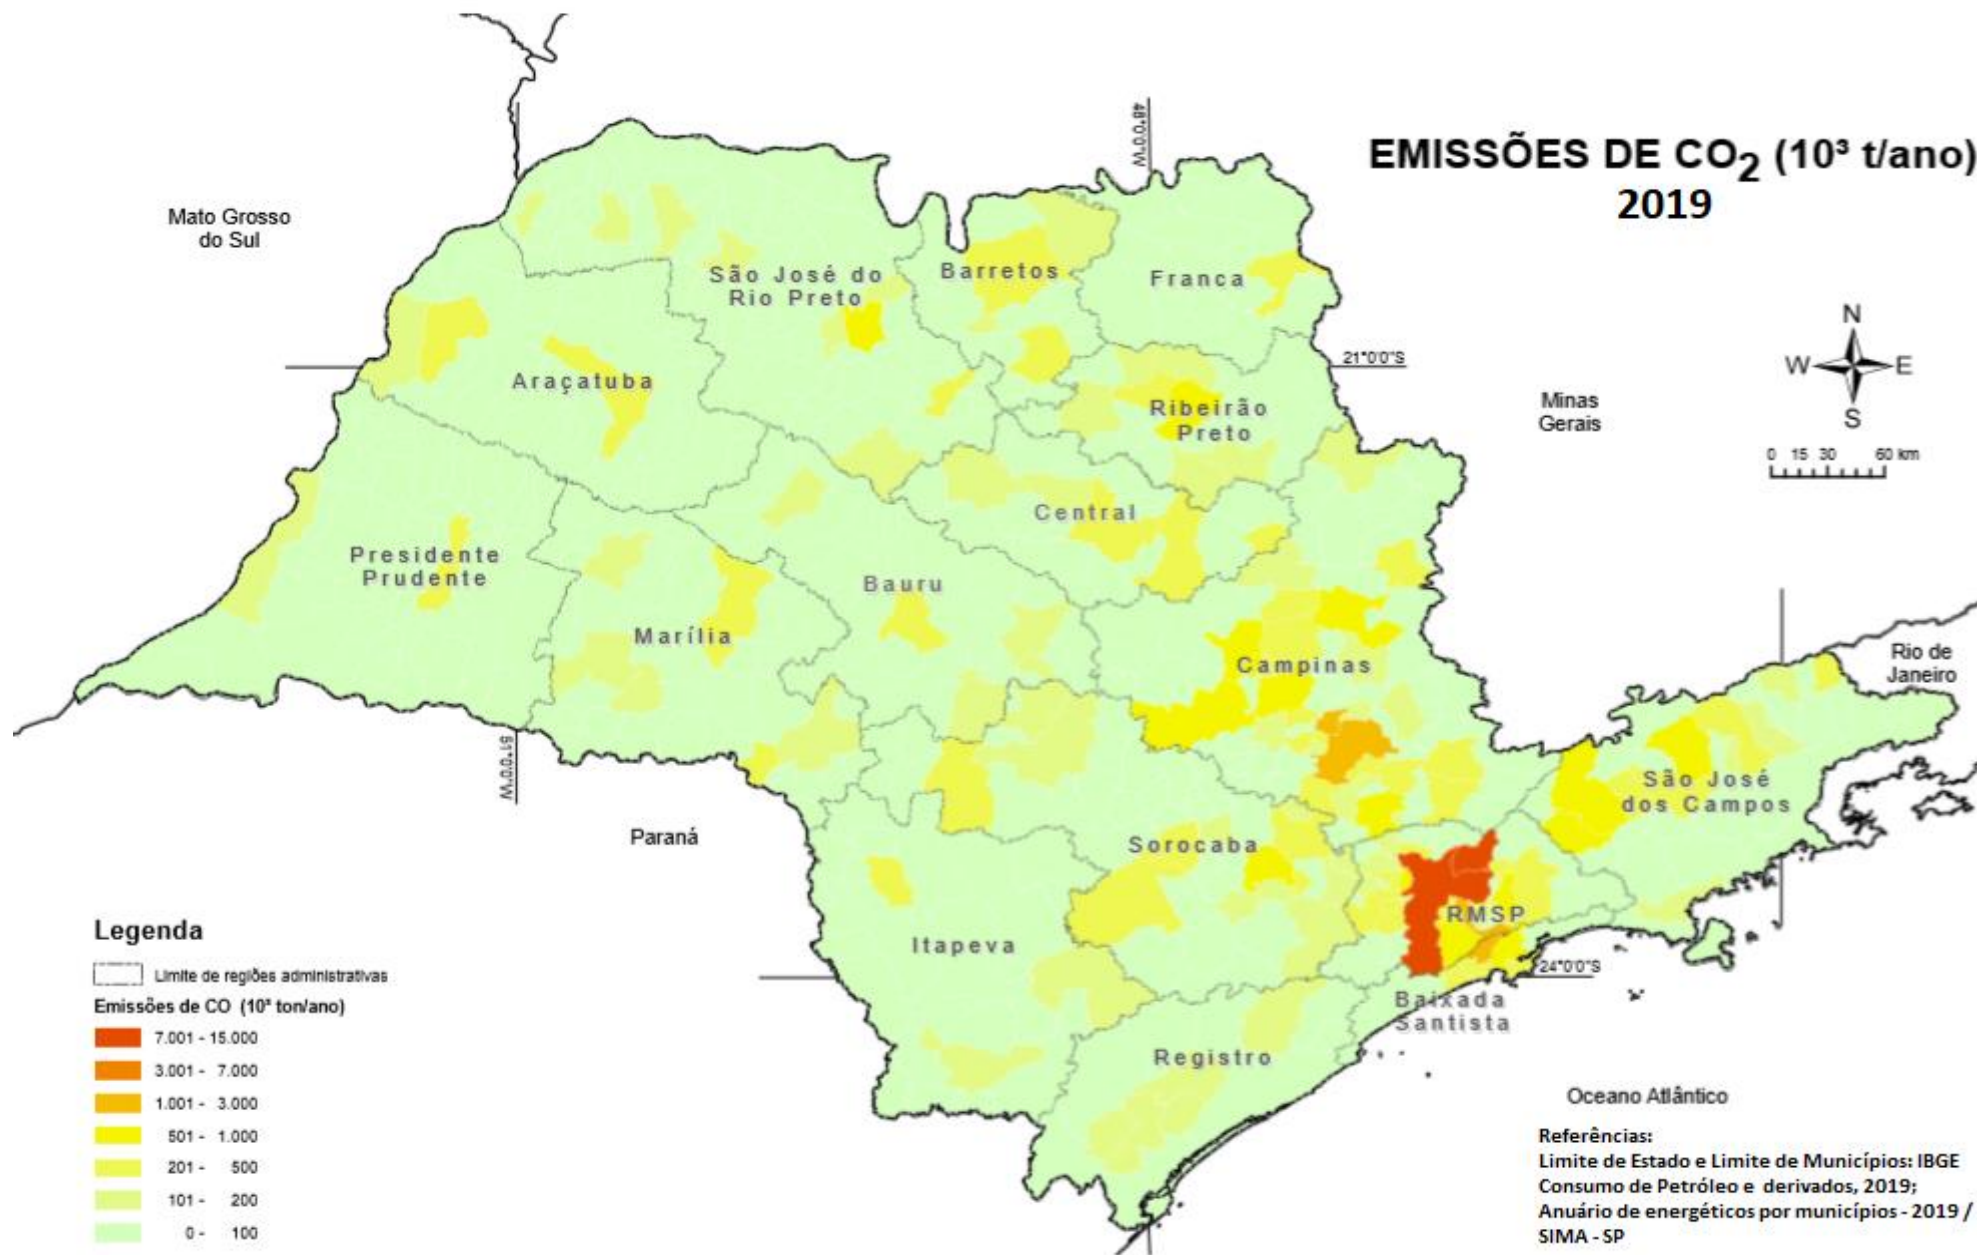 EMISSÕES DE CO2 (10³ t/ano)
2019
Mato Grosso
do Sul
48°0'0"W
São José do
Rio Preto
Barretos
Franca
N
W E
S
21°0'0"S
Minas
Gerais
0 15 30 60 km
Araçatuba
Ribeirão
Preto
Central
Presidente
Prudente
Bauru
Marília
Campinas
Rio de
Janeiro
51°0'0"W
São José
dos Campos
Paraná
Sorocaba
RMSP
Itapeva
24°0'0"S
Baixada
Santista
Registro
Oceano Atlântico
Legenda
Limite de regiões administrativas
Emissões de CO (10³ ton/ano)
7.001 - 15.000
3.001 - 7.000
1.001 - 3.000
501 - 1.000
201 - 500
101 - 200
0 - 100
Referências:
Limite de Estado e Limite de Municípios: IBGE
Consumo de Petróleo e derivados, 2019;
Anuário de energéticos por municípios - 2019 /
SIMA - SP